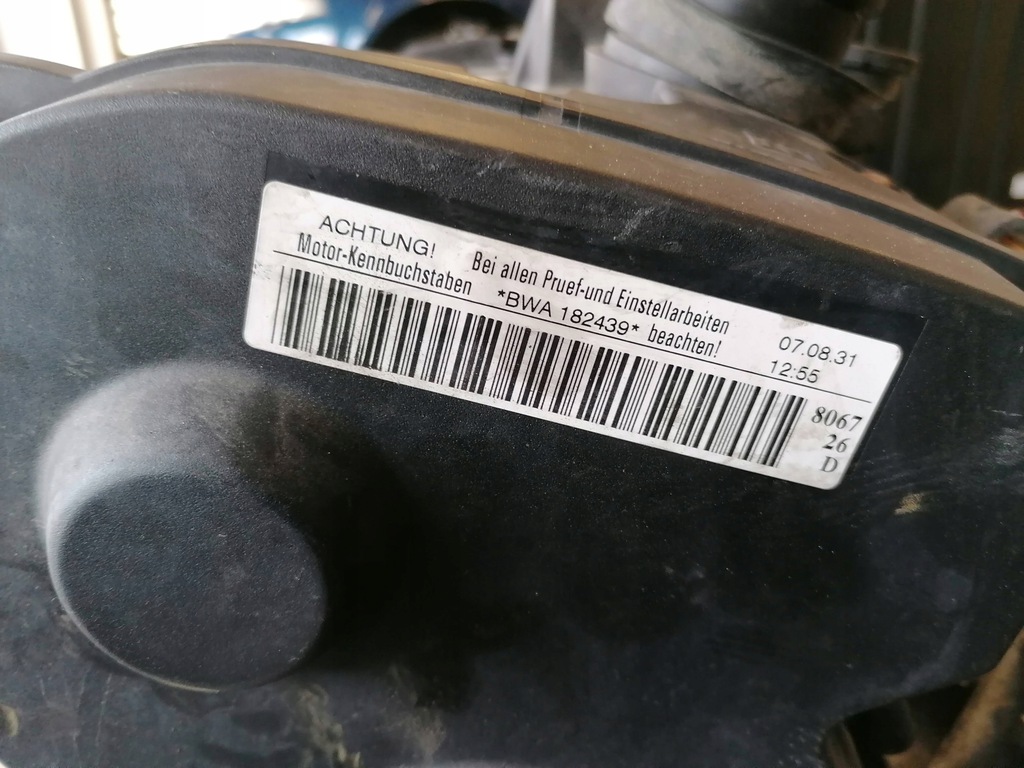 ACHTUNG! Bei allen Pruef-und Einstellarbeiten
Motor-Kennbuchstaben *BWA 182439* beachten!
07.08.31
12:55
8067
26
D